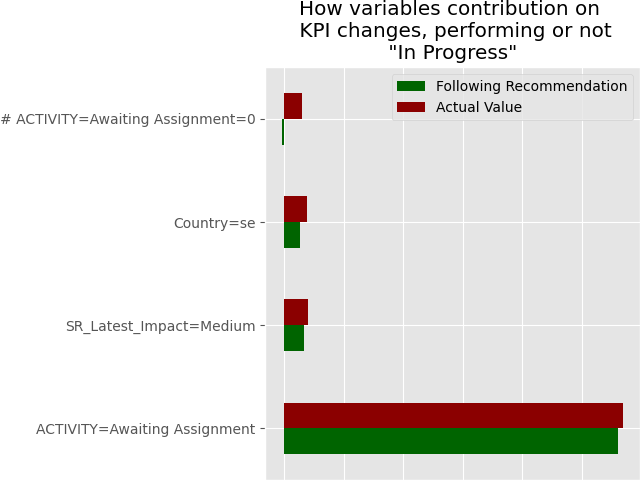 How variables contribution on
KPI changes, performing or not
"In Progress"
Following Recommendation
Actual Value
# ACTIVITY=Awaiting Assignment=0
Country=se
SR_Latest_Impact=Medium
ACTIVITY=Awaiting Assignment